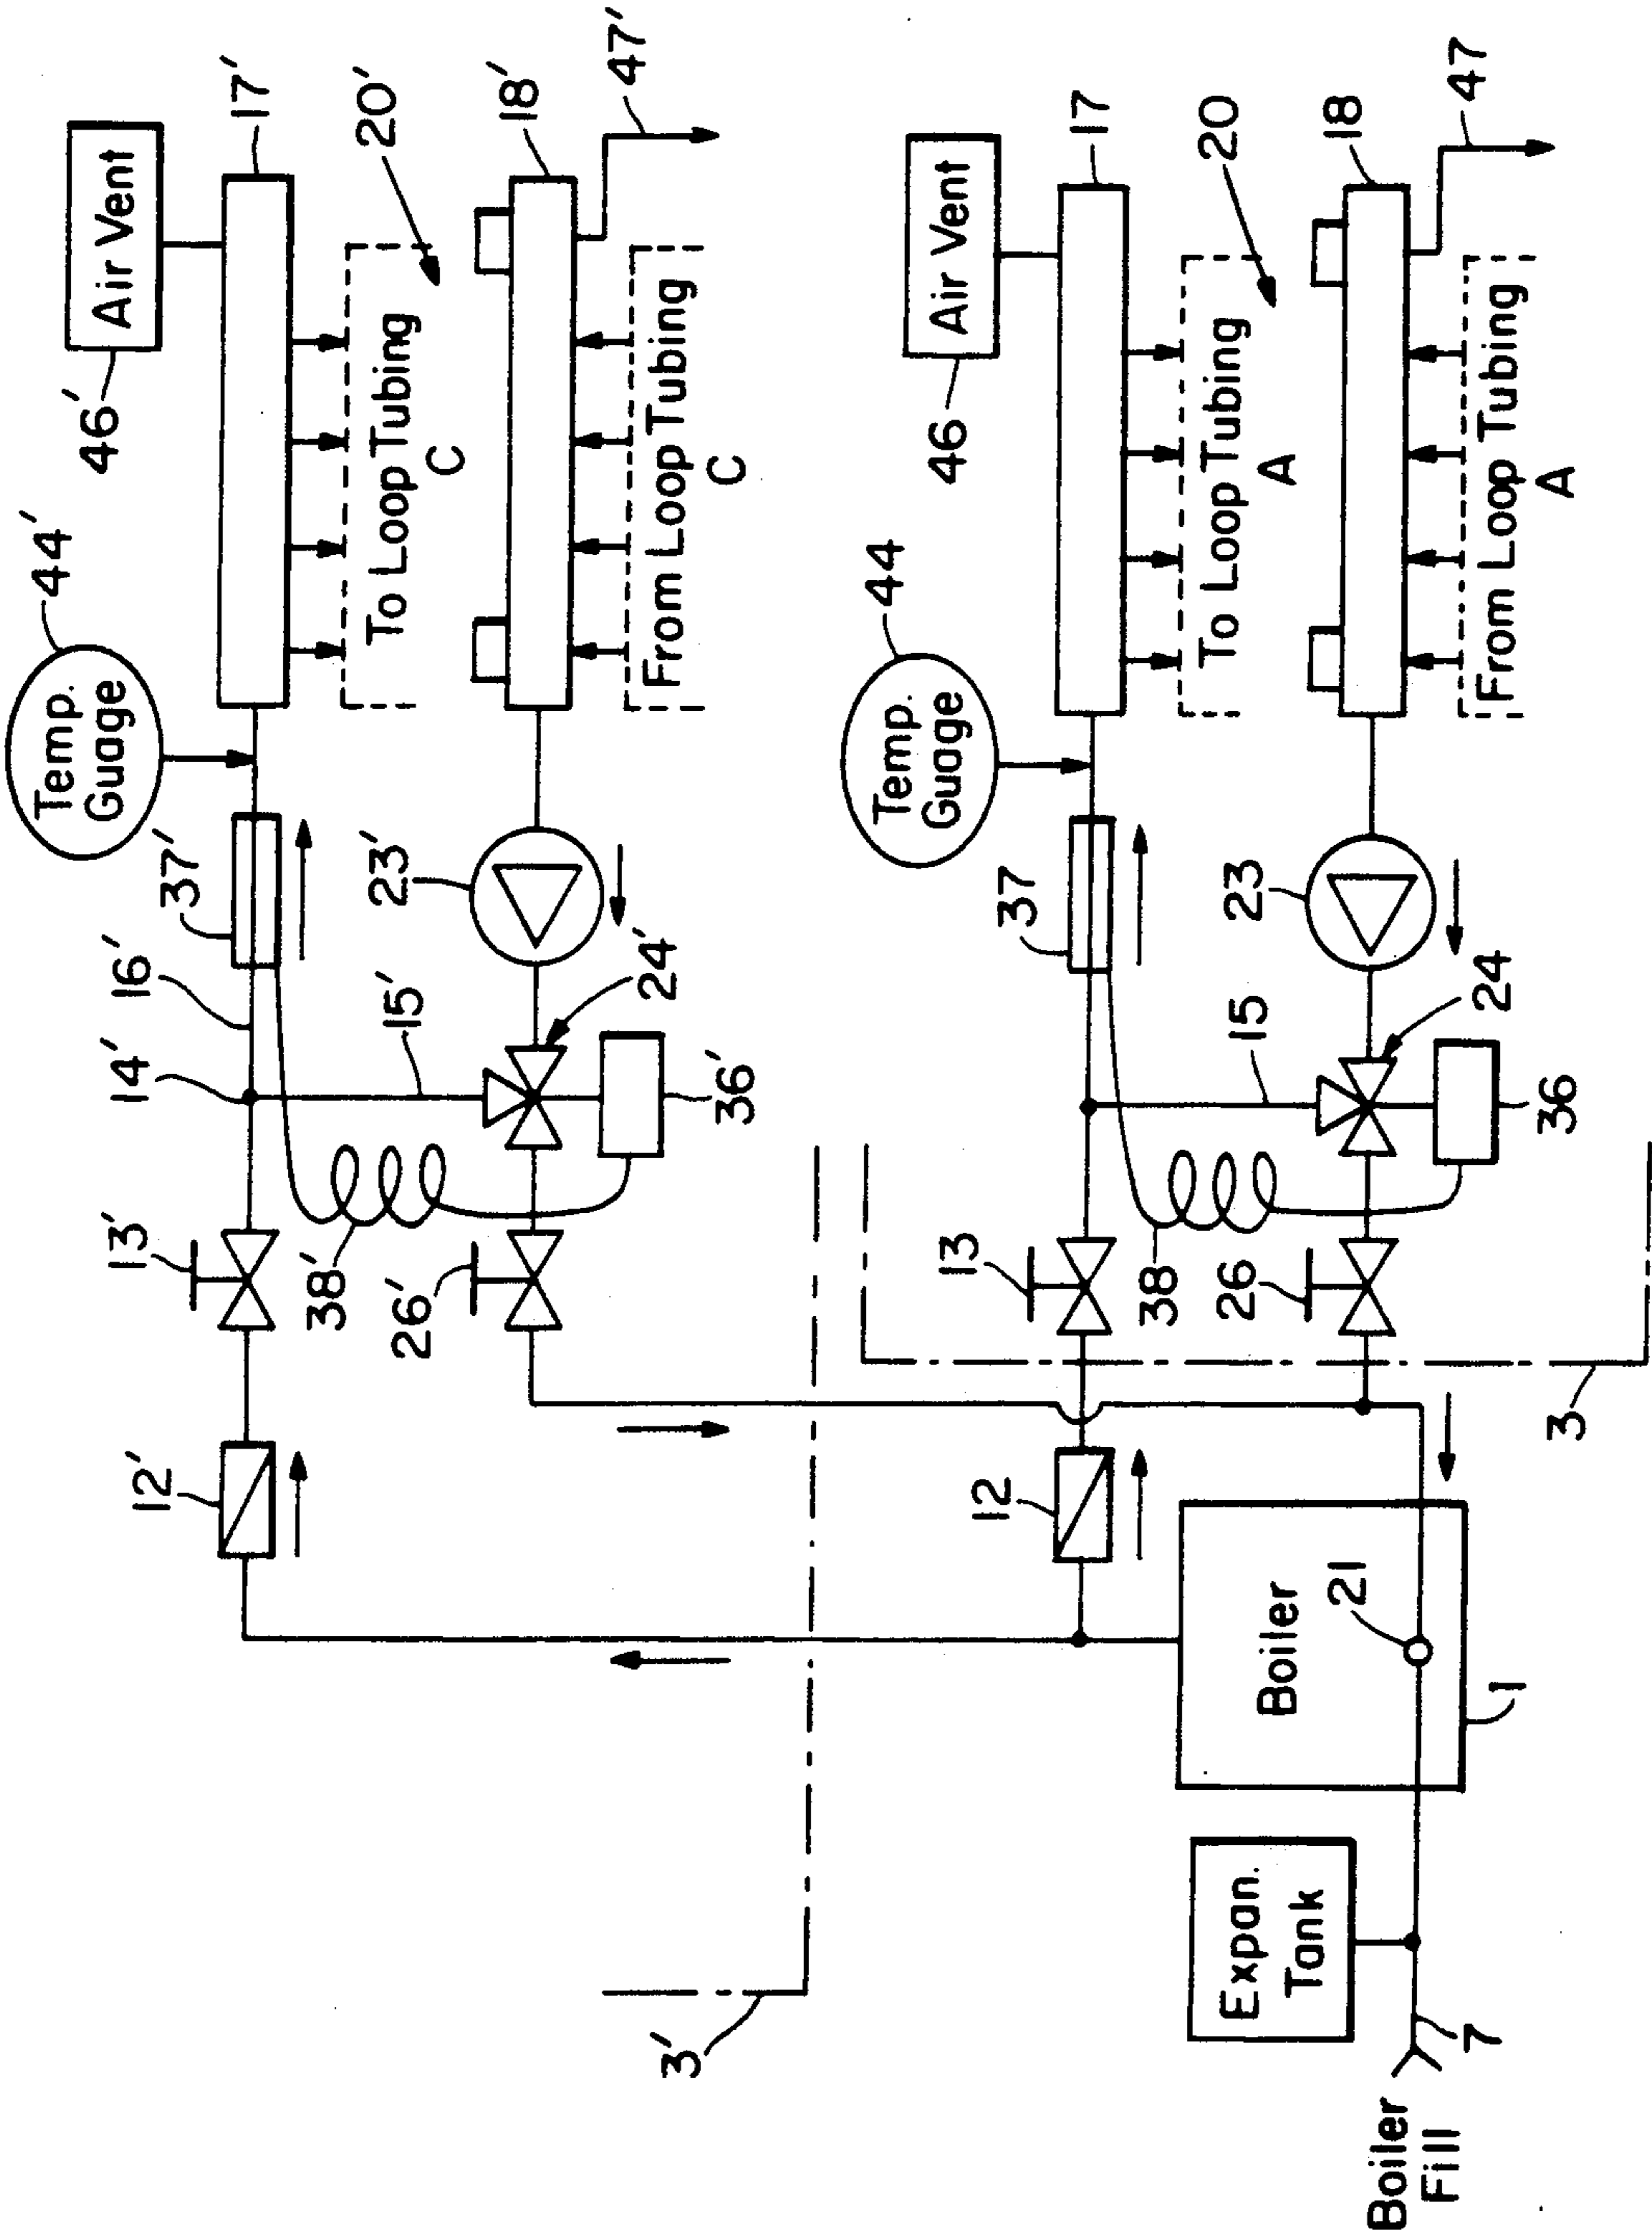 Air Vent
46'
17'
Temp.
Guage
44'
20'
To Loop Tubing
C
18'
47'
From Loop Tubing
C
37'
16'
14'
15'
23'
24'
36'
13'
38'
26'
12'
3'
Air Vent
46
17
Temp.
Guage
44
20
To Loop Tubing
A
18
47
From Loop Tubing
A
37
15
23
24
36
13
38
26
12
3
Boiler
21
1
Expan.
Tank
7
Boiler
Fill